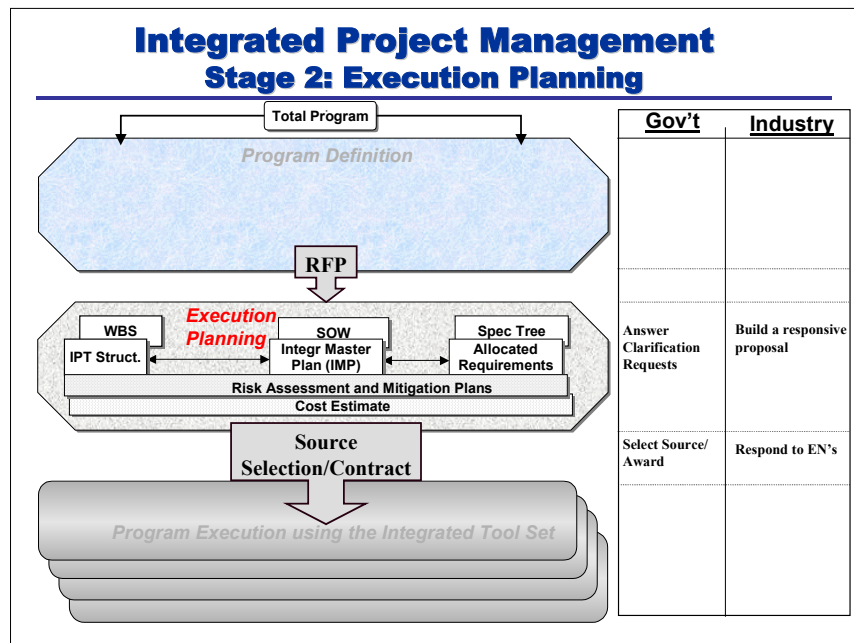 Integrated Project Management
Stage 2: Execution Planning
Total Program
Program Definition
RFP
Execution
Planning
WBS
IPT Struct.
SOW
Integr Master
Plan (IMP)
Spec Tree
Allocated
Requirements
Risk Assessment and Mitigation Plans
Cost Estimate
Source
Selection/Contract
Program Execution using the Integrated Tool Set
Gov't
Industry
Answer
Clarification
Requests
Build a responsive
proposal
Select Source/
Award
Respond to EN's